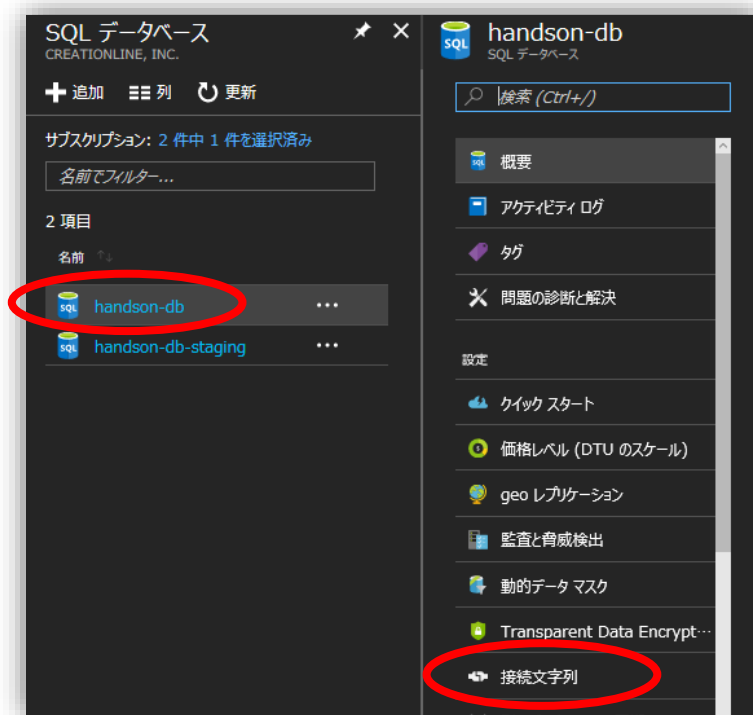 SQL データベース
CREATIONLINE, INC.
追加 列 更新
サブスクリプション: 2 件中 1 件を選択済み
名前でフィルター...
2 項目
名前
SQL handson-db
SQL handson-db-staging
SQL handson-db
SQL データベース
検索 (Ctrl+/)
SQL 概要
アクティビティ ログ
タグ
問題の診断と解決
設定
クイック スタート
価格レベル (DTU のスケール)
geo レプリケーション
監査と脅威検出
動的データ マスク
Transparent Data Encrypt…
接続文字列